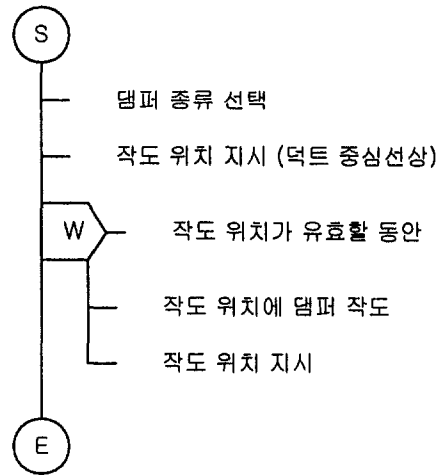 S
댐퍼 종류 선택
작도 위치 지시 (덕트 중심선상)
W 작도 위치가 유효할 동안
작도 위치에 댐퍼 작도
작도 위치 지시
E